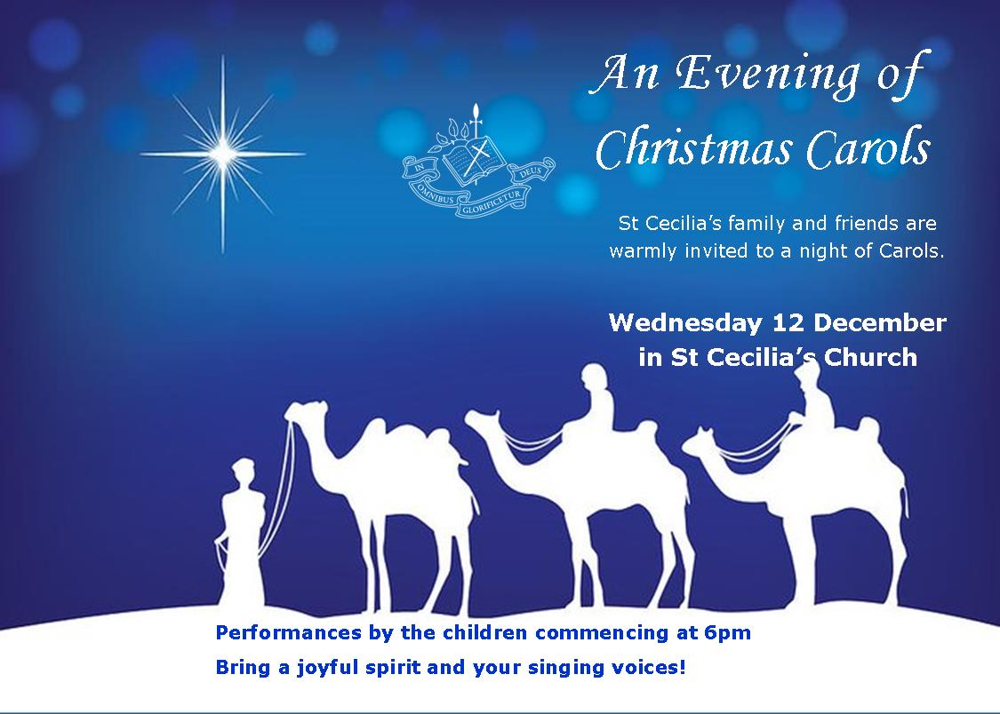 An Evening of
Christmas Carols
IN OMNIBUS GLORIFICETUR DEUS
St Cecilia’s family and friends are
warmly invited to a night of Carols.
Wednesday 12 December
in St Cecilia’s Church
Performances by the children commencing at 6pm
Bring a joyful spirit and your singing voices!